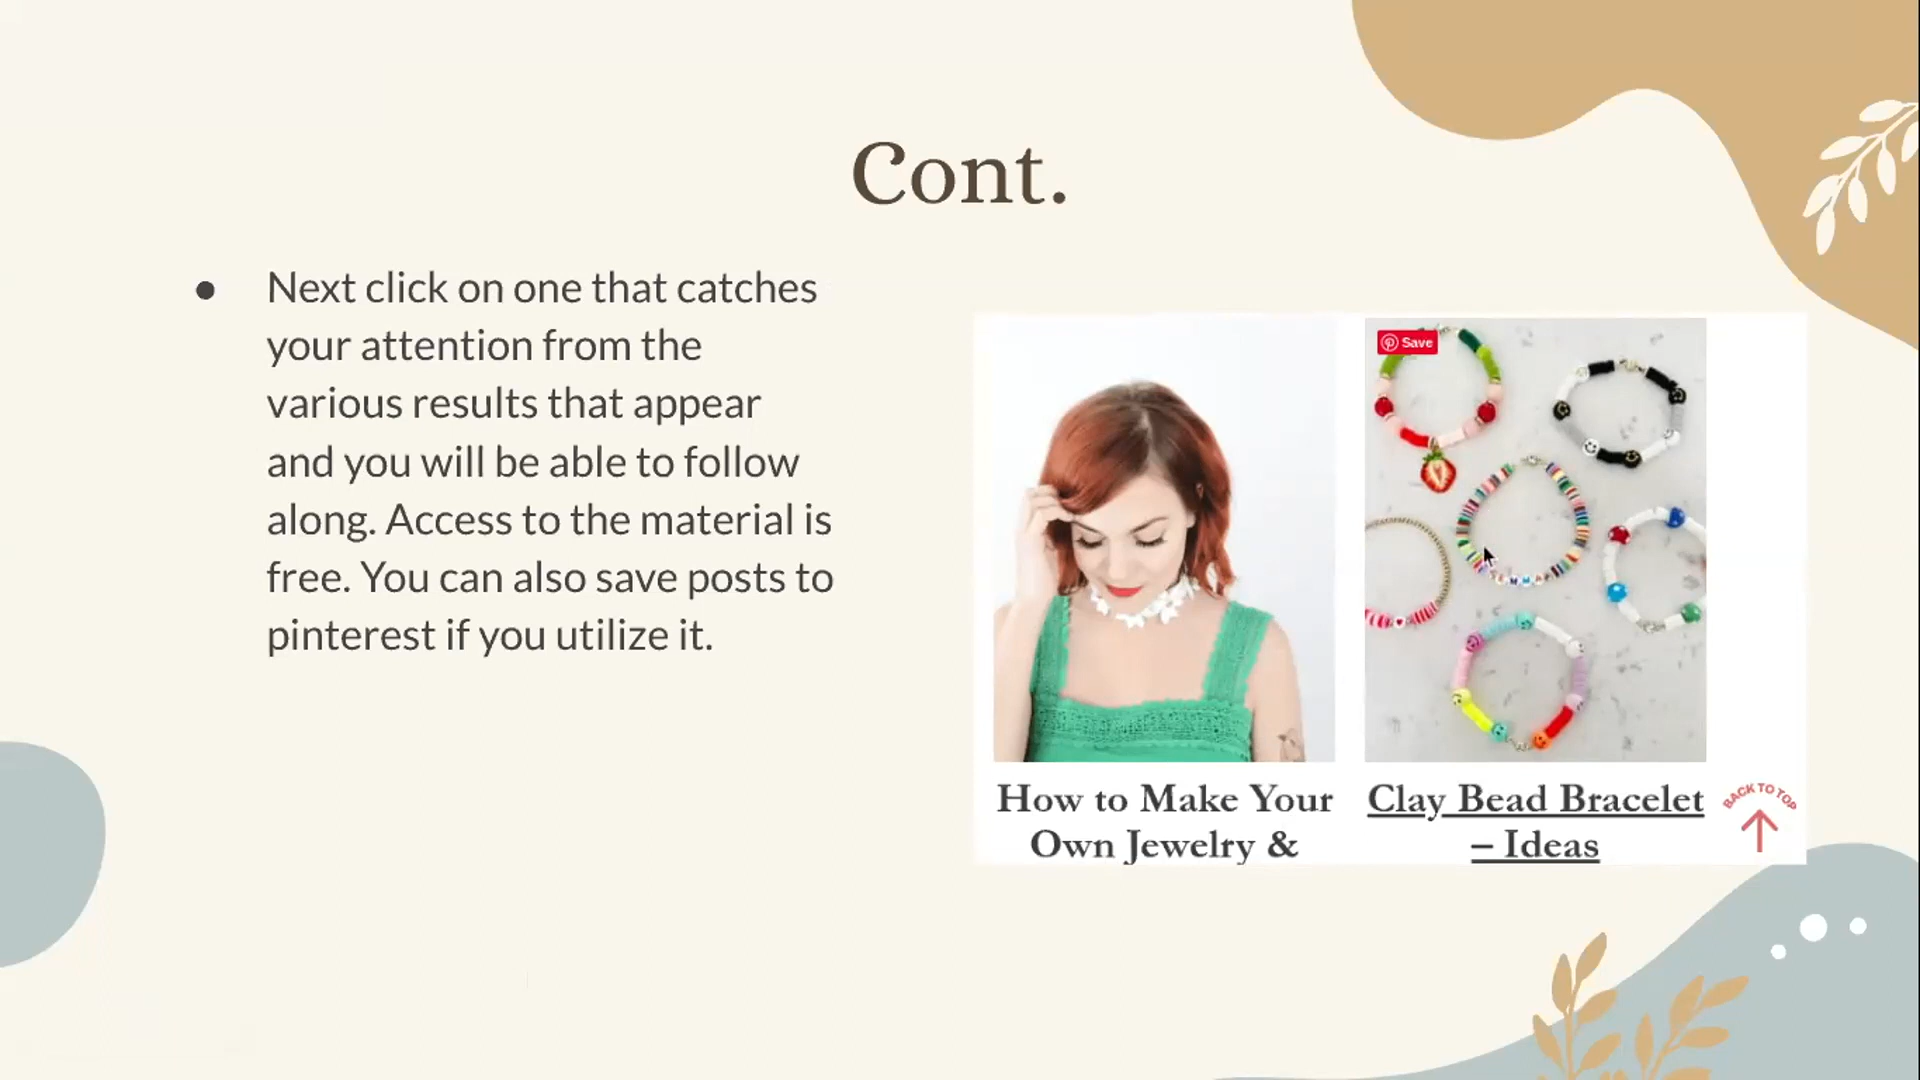 Cont.
● Next click on one that catches
your attention from the
various results that appear
and you will be able to follow
along. Access to the material is
free. You can also save posts to
pinterest if you utilize it.
Save
How to Make Your
Own Jewelry &
Clay Bead Bracelet
– Ideas
BACK TO TOP